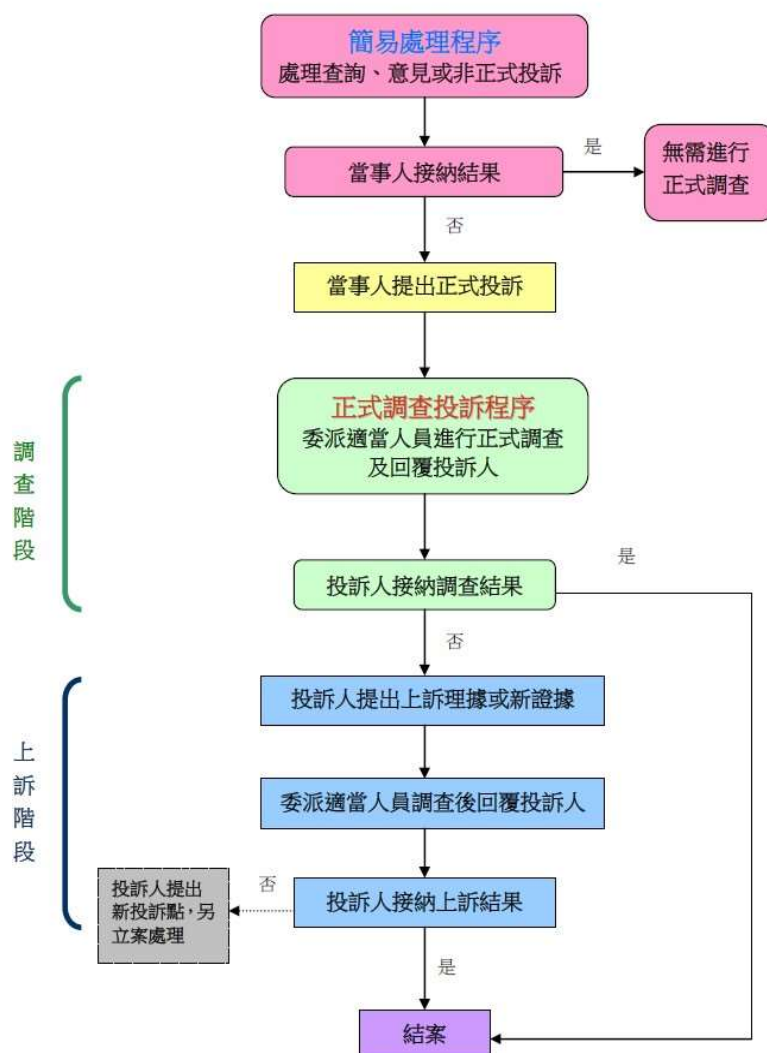 簡易處理程序
處理查詢、意見或非正式投訴
是
無需進行
正式調查
當事人接納結果
否
當事人提出正式投訴
調
查
階
段
正式調查投訴程序
委派適當人員進行正式調查
及回覆投訴人
是
投訴人接納調查結果
否
上
訴
階
段
投訴人提出上訴理據或新證據
委派適當人員調查後回覆投訴人
投訴人接納上訴結果
否
投訴人提出
新投訴點，另
立案處理
是
結案